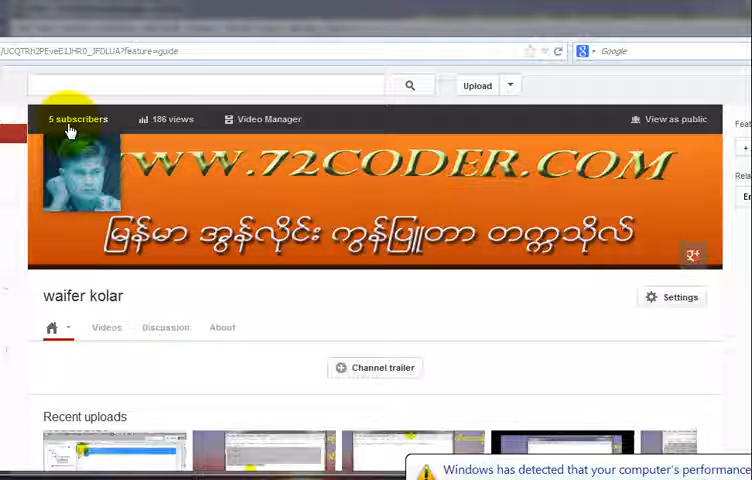 /UCQTRh2PEveE1JHR0_JFDLUA?feature=guide
Google
Upload
5 subscribers
186 views
Video Manager
View as public
WWW.72CODER.COM
မြန်မာ အွန်လိုင်း ကွန်ပြူတာ တက္ကသိုလ်
waifer kolar
Settings
Videos
Discussion
About
Channel trailer
Recent uploads
Windows has detected that your computer's performance